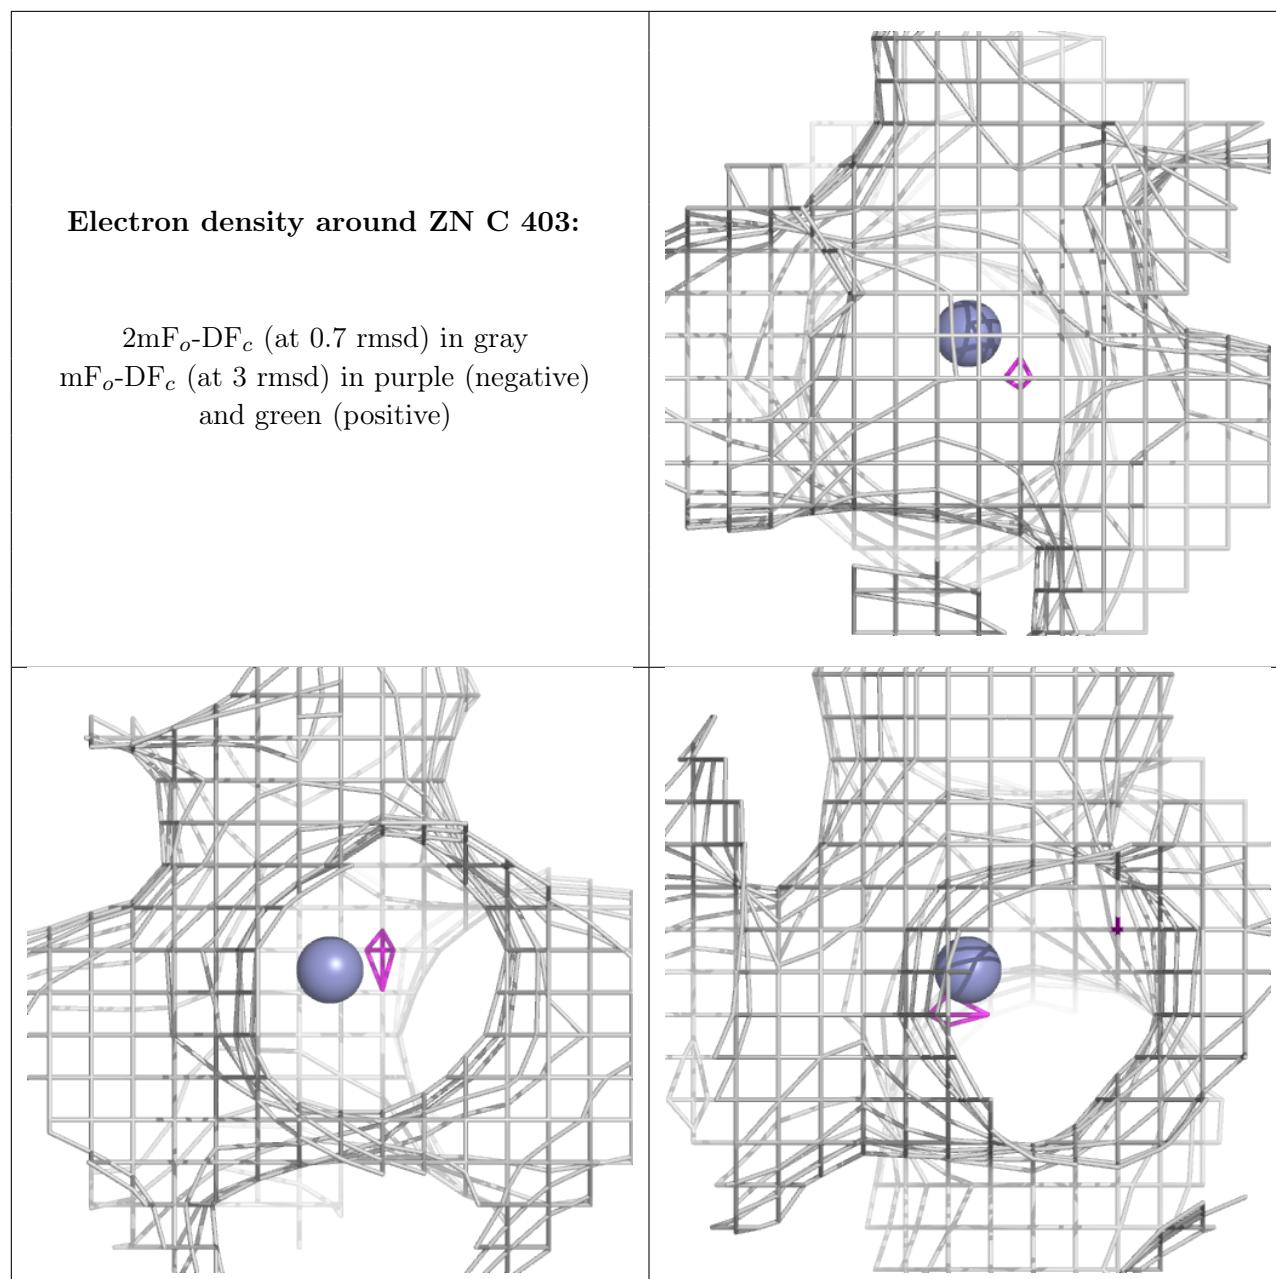 Electron density around ZN C 403:
2mFo-DFc (at 0.7 rmsd) in gray
mFo-DFc (at 3 rmsd) in purple (negative)
and green (positive)